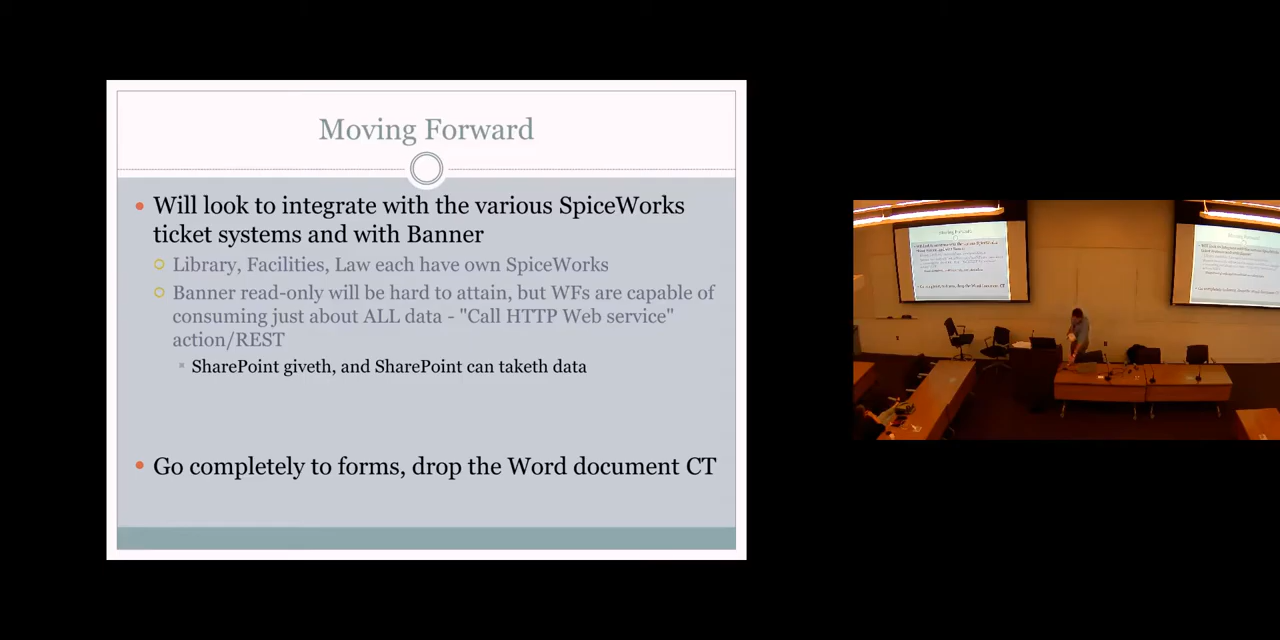 Moving Forward
Will look to integrate with the various SpiceWorks
ticket systems and with Banner
Library, Facilities, Law each have own SpiceWorks
Banner read-only will be hard to attain, but WFs are capable of
consuming just about ALL data - "Call HTTP Web service"
action/REST
SharePoint giveth, and SharePoint can taketh data
Go completely to forms, drop the Word document CT
Moving Forward